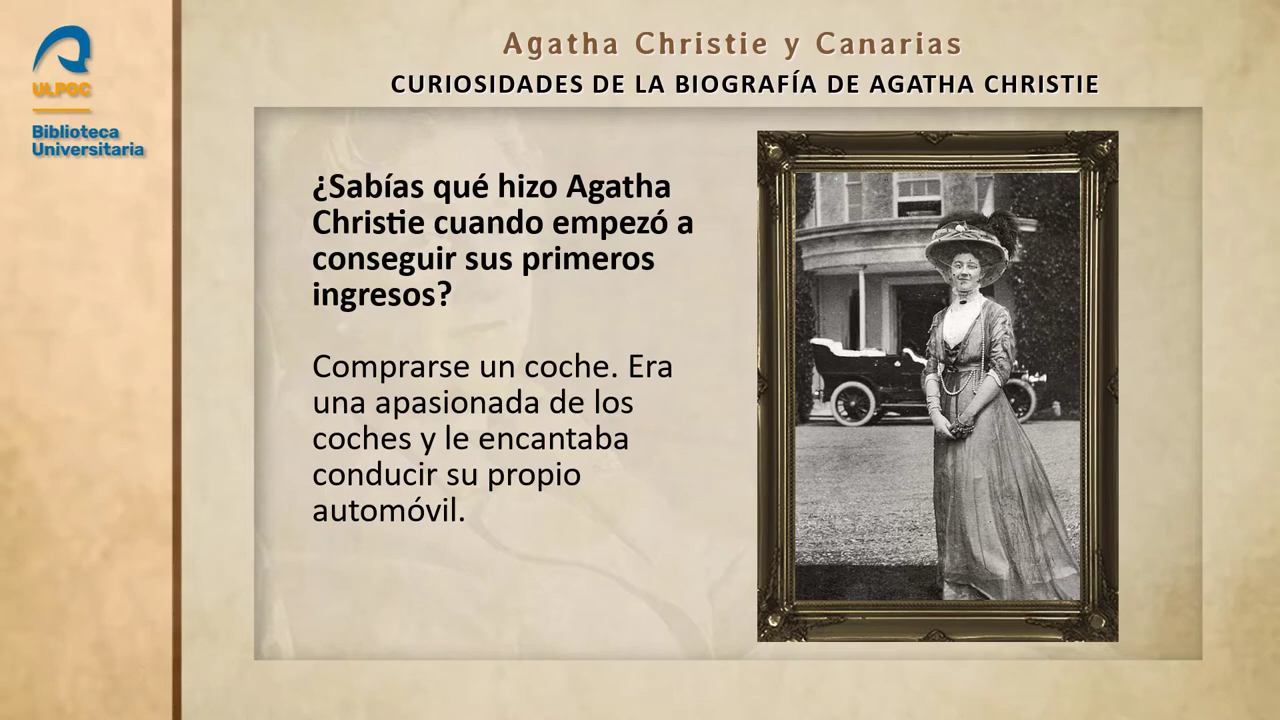 ULPGC
Biblioteca
Universitaria
Agatha Christie y Canarias
CURIOSIDADES DE LA BIOGRAFÍA DE AGATHA CHRISTIE
¿Sabías qué hizo Agatha
Christie cuando empezó a
conseguir sus primeros
ingresos?
Comprarse un coche. Era
una apasionada de los
coches y le encantaba
conducir su propio
automóvil.